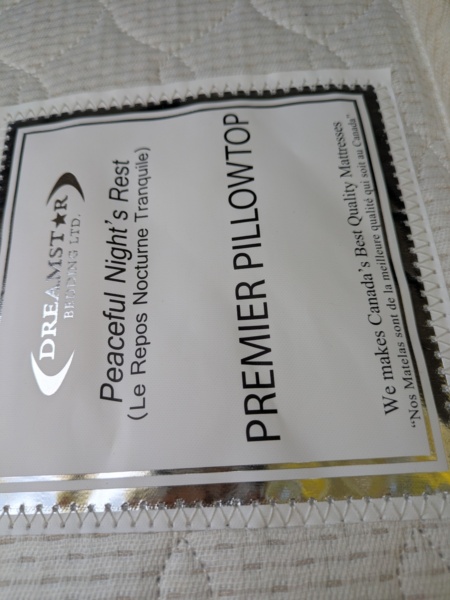 DREAMSTAR
BEDDING LTD.
Peaceful Night's Rest
(Le Repos Nocturne Tranquile)
PREMIER PILLOWTOP
We makes Canada's Best Quality Mattresses
"Nos Matelas sont de la meilleure qualité qui soit au Canada"